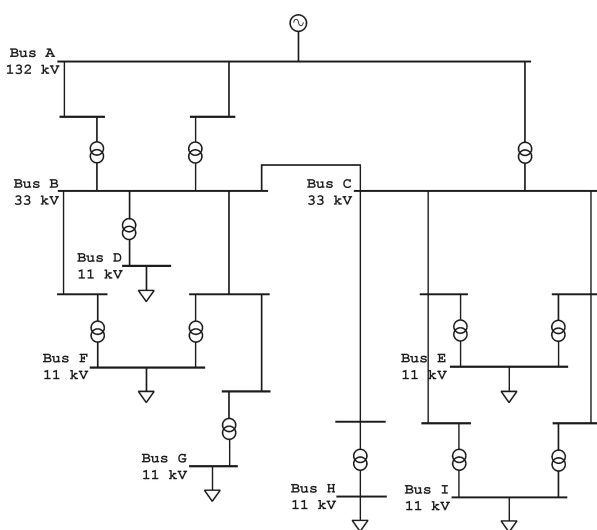 Bus A
132 kV
Bus B
33 kV
Bus C
33 kV
Bus D
11 kV
Bus F
11 kV
Bus E
11 kV
Bus G
11 kV
Bus H
11 kV
Bus I
11 kV